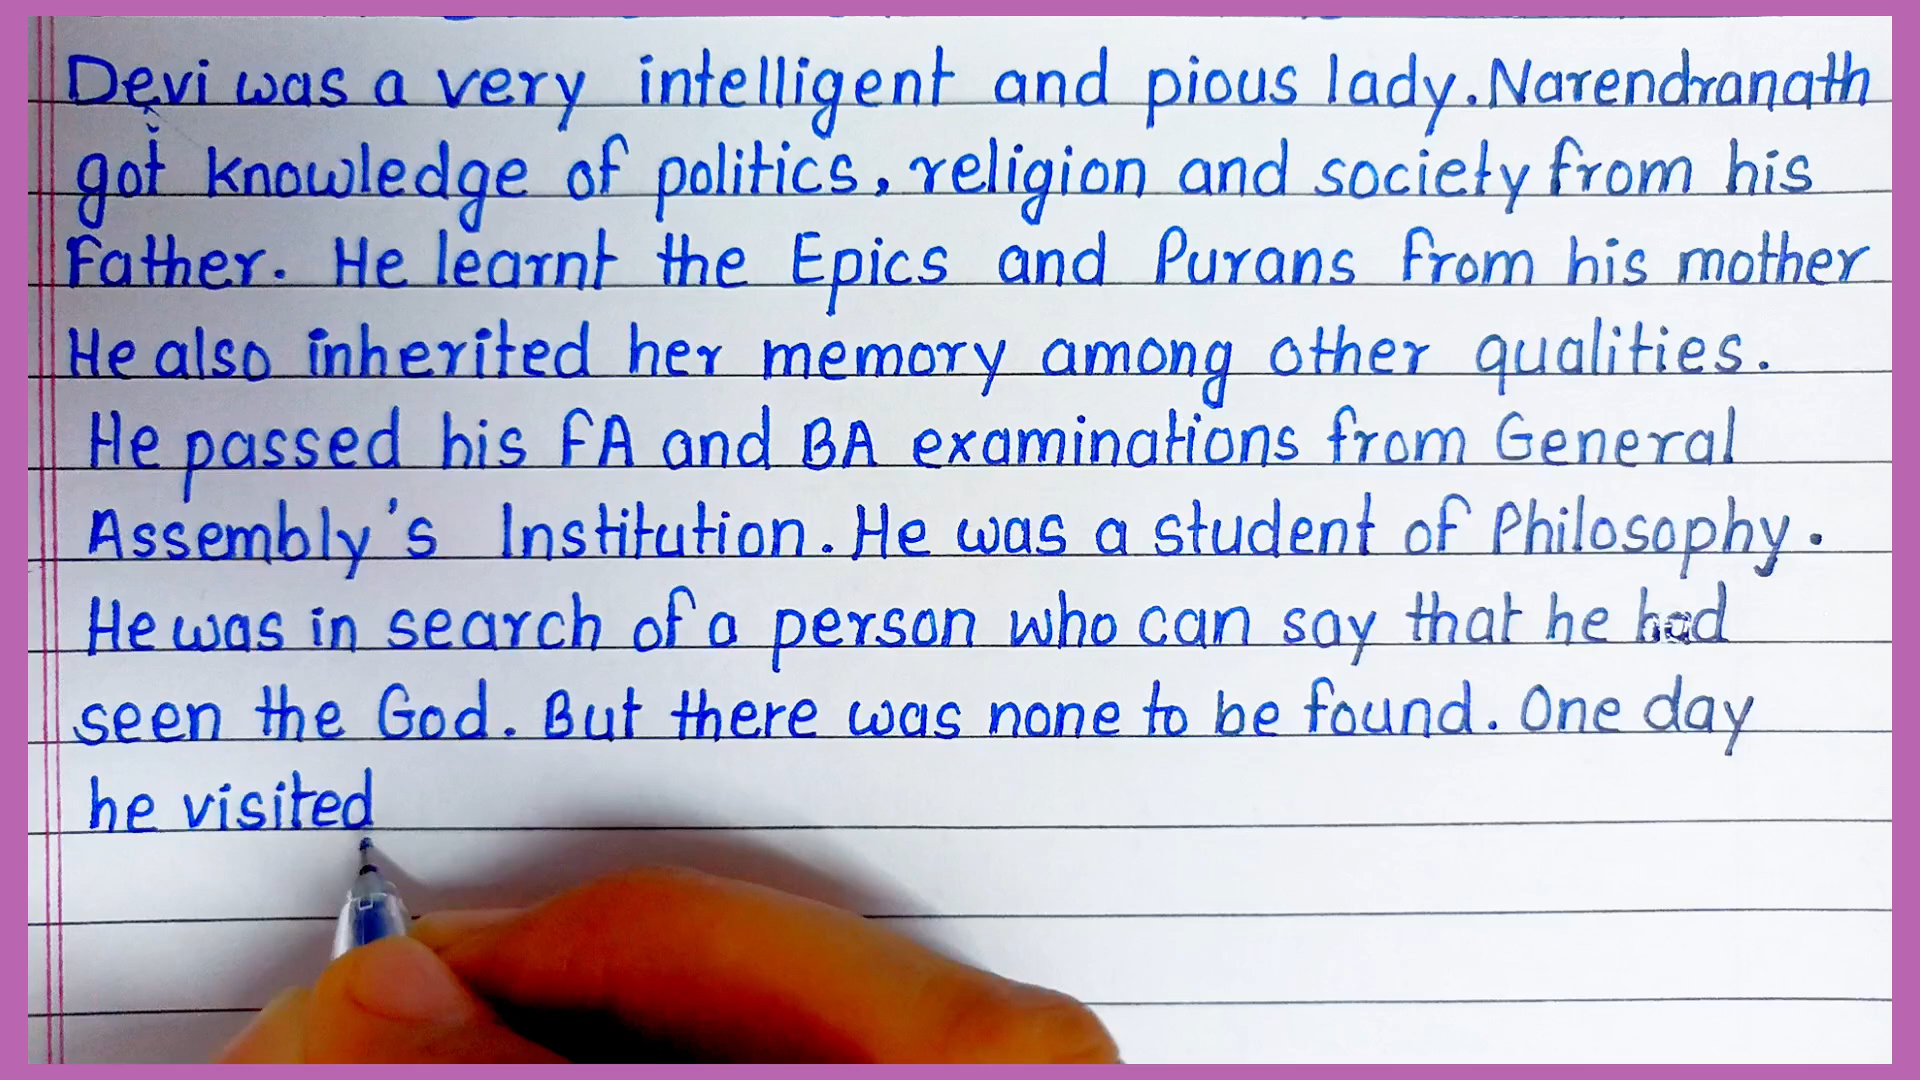 Devi was a very intelligent and pious lady. Narendranath
got knowledge of politics, religion and society from his
Father. He learnt the Epics and Purans from his mother
He also inherited her memory among other qualities.
He passed his FA and BA examinations from General
Assembly's Institution. He was a student of Philosophy.
He was in search of a person who can say that he had
seen the God. But there was none to be found. One day
he visited